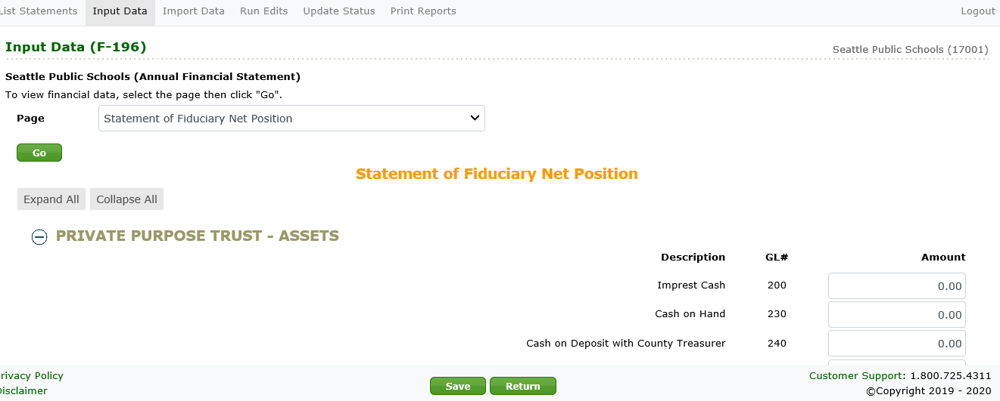 List Statements Input Data Import Data Run Edits Update Status Print Reports Logout
Input Data (F-196)
Seattle Public Schools (17001)
Seattle Public Schools (Annual Financial Statement)
To view financial data, select the page then click "Go".
Page Statement of Fiduciary Net Position
Go
Statement of Fiduciary Net Position
Expand All Collapse All
PRIVATE PURPOSE TRUST - ASSETS
Description GL# Amount
Imprest Cash 200 0.00
Cash on Hand 230 0.00
Cash on Deposit with County Treasurer 240 0.00
rivacy Policy Customer Support: 1.800.725.4311
Save Return
Disclaimer ©Copyright 2019 - 2020